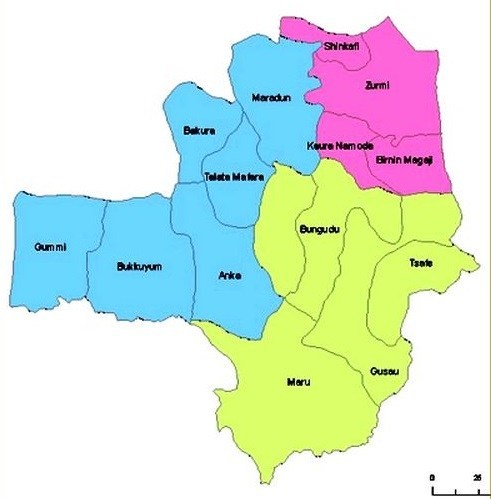 Shinkafi
Zurmi
Maradun
Bakura
Kaura Namoda
Birnin Magaji
Talata Mafara
Bungudu
Gummi
Bukkuyum
Anka
Tsafe
Gusau
Maru
0 25